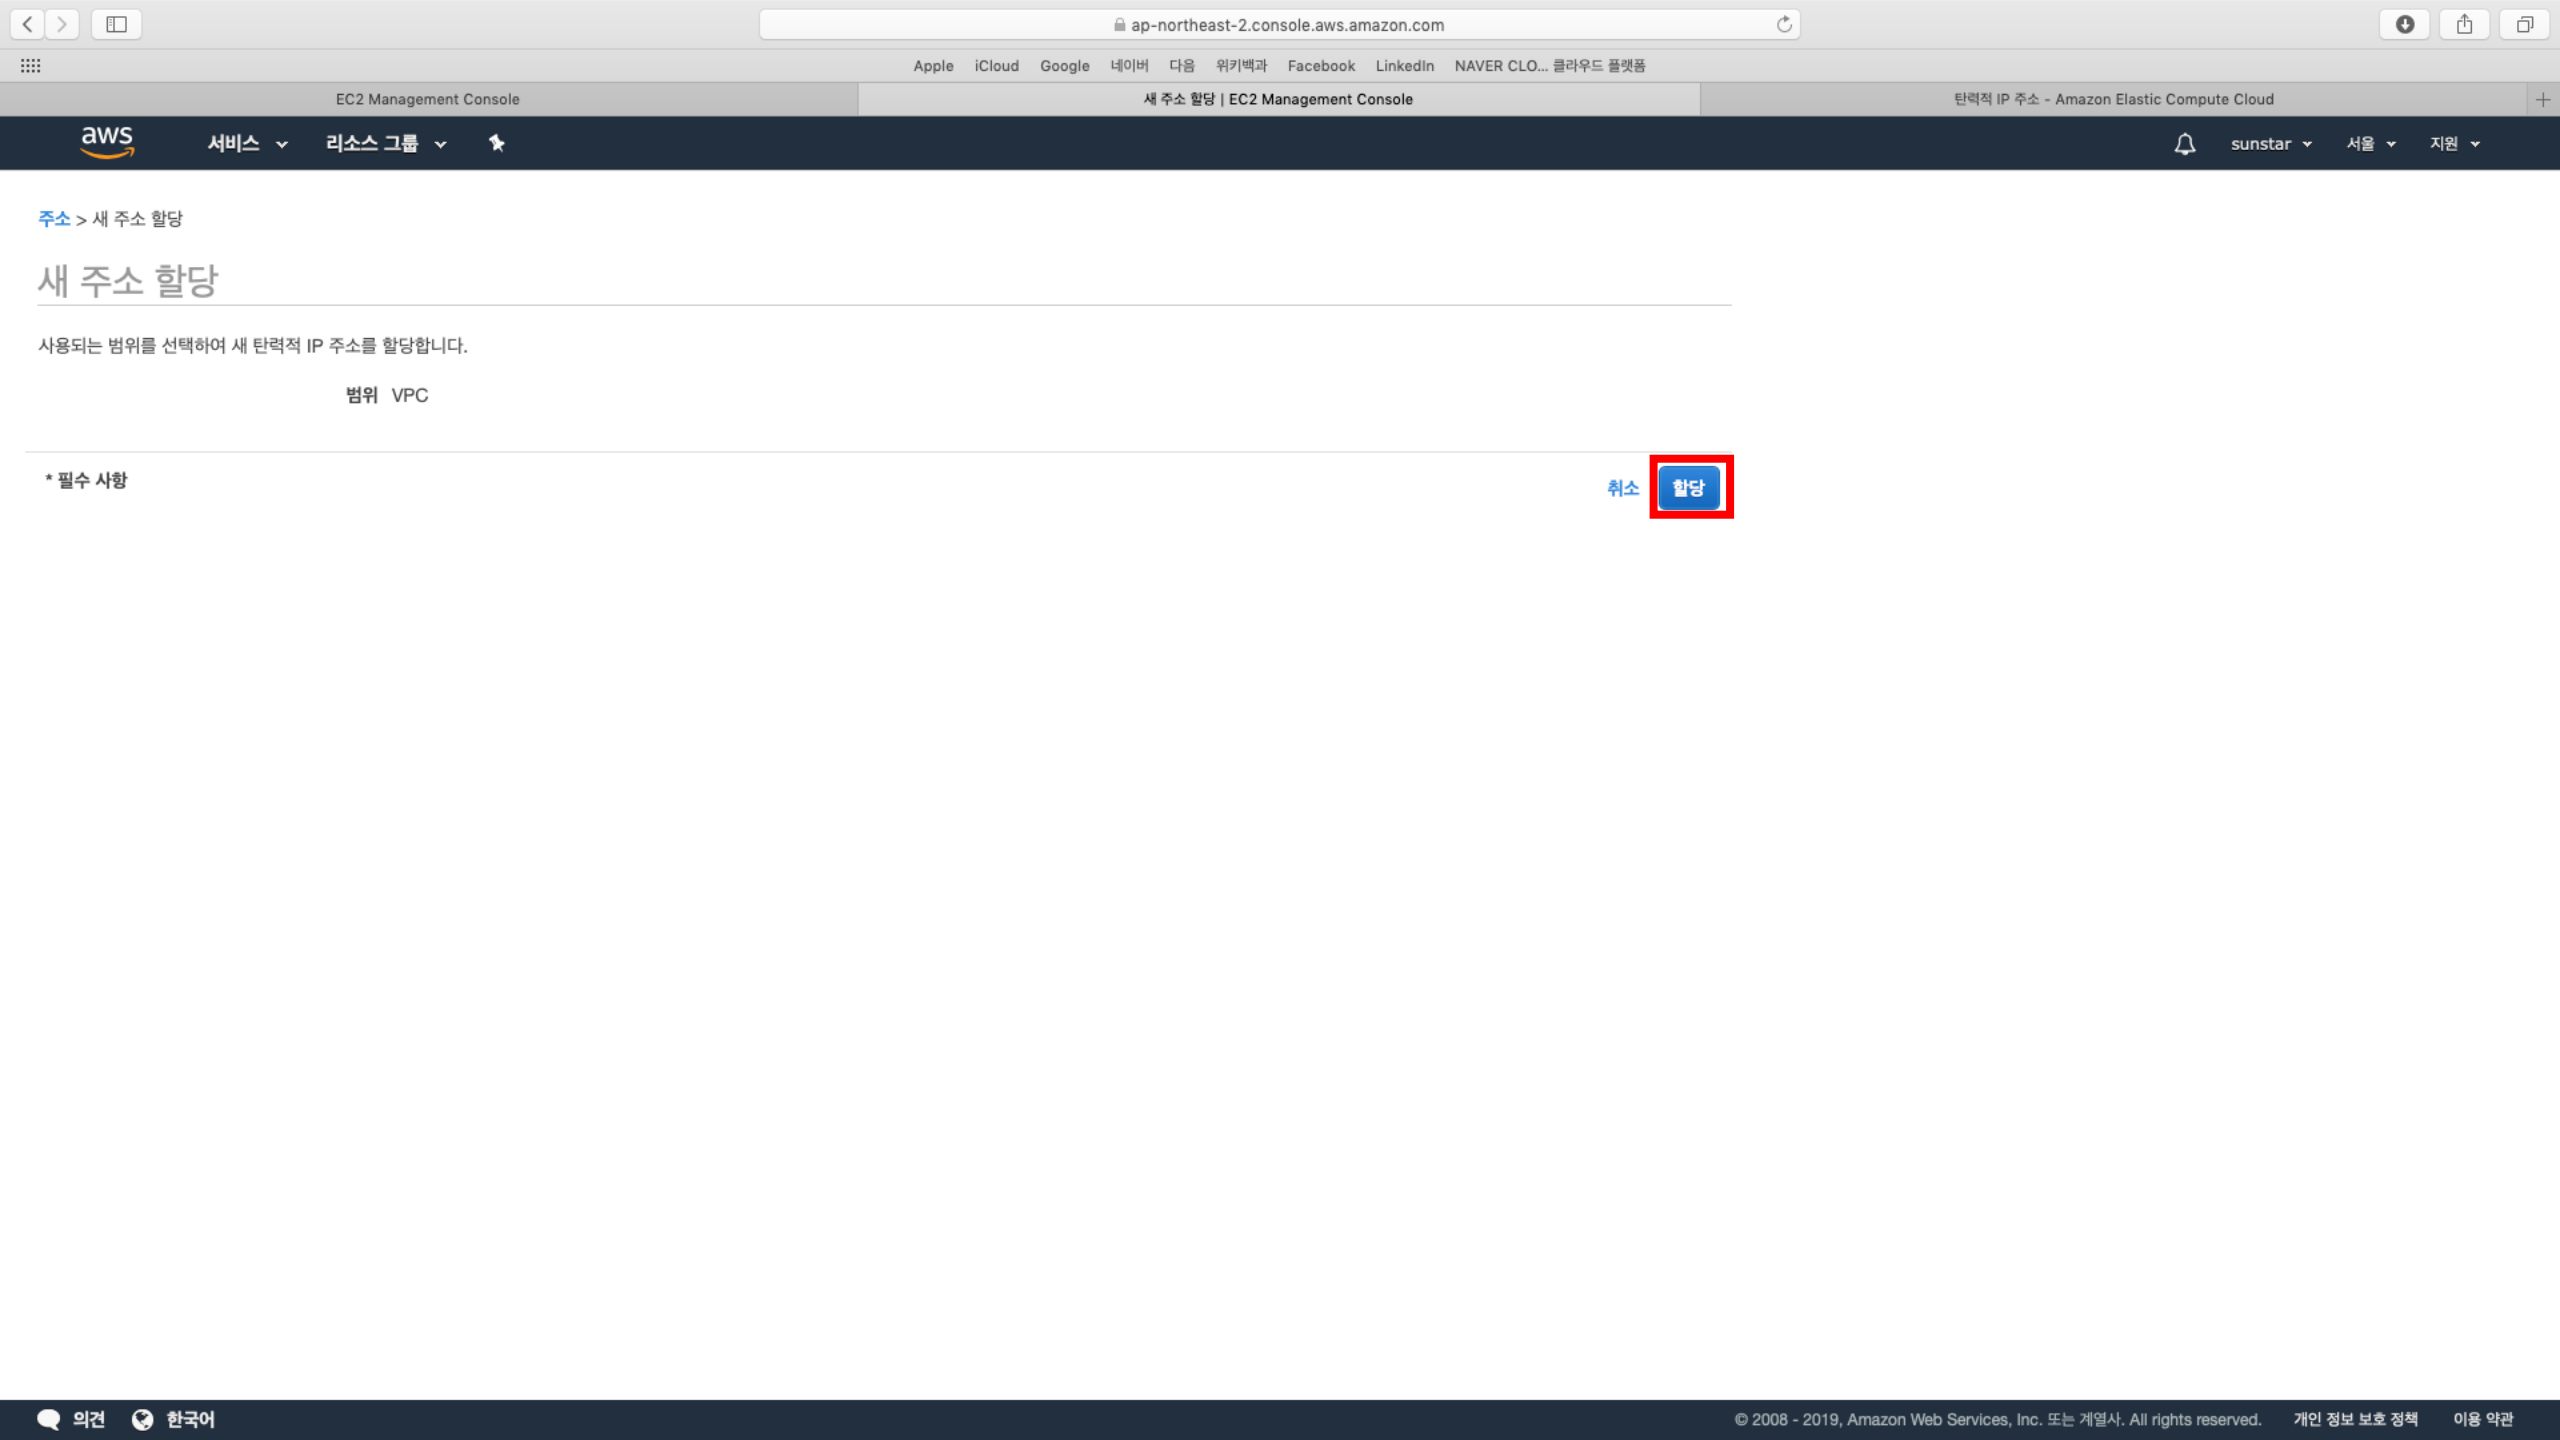 ap-northeast-2.console.aws.amazon.com
Apple iCloud Google 네이버 다음 위키백과 Facebook LinkedIn NAVER CLO... 클라우드 플랫폼
EC2 Management Console
새 주소 할당 | EC2 Management Console
탄력적 IP 주소 - Amazon Elastic Compute Cloud
aws 서비스 리소스 그룹 sunstar 서울 지원
주소 > 새 주소 할당
새 주소 할당
사용되는 범위를 선택하여 새 탄력적 IP 주소를 할당합니다.
범위 VPC
* 필수 사항
취소 할당
의견 한국어 © 2008 - 2019, Amazon Web Services, Inc. 또는 계열사. All rights reserved. 개인 정보 보호 정책 이용 약관